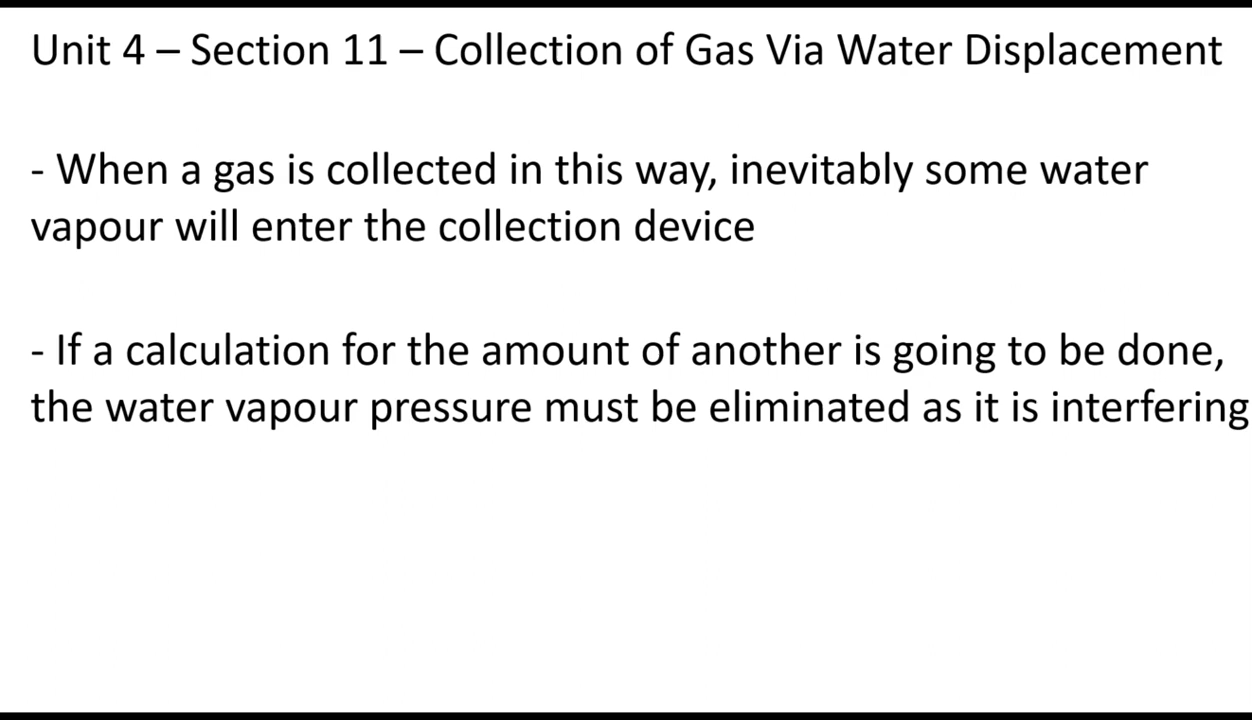 Unit 4 – Section 11 – Collection of Gas Via Water Displacement
- When a gas is collected in this way, inevitably some water
vapour will enter the collection device
- If a calculation for the amount of another is going to be done,
the water vapour pressure must be eliminated as it is interfering